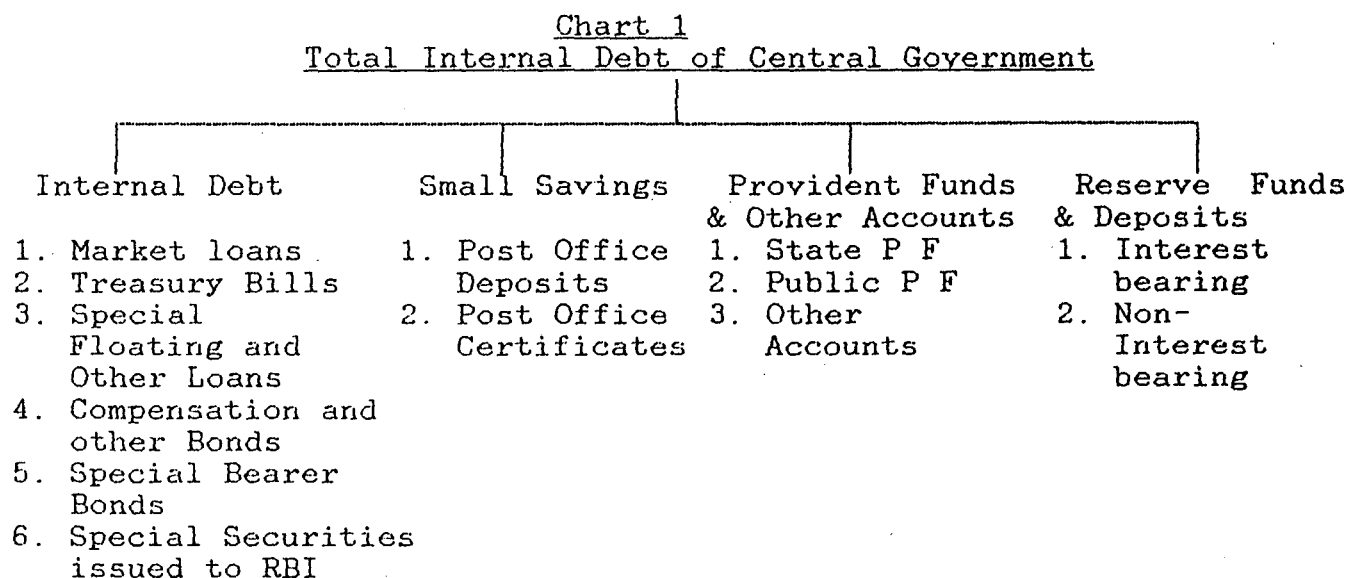 Chart 1
Total Internal Debt of Central Government
Internal Debt
1. Market loans
2. Treasury Bills
3. Special
Floating and
Other Loans
4. Compensation and
other Bonds
5. Special Bearer
Bonds
6. Special Securities
issued to RBI
Small Savings
1. Post Office
Deposits
2. Post Office
Certificates
Provident Funds
& Other Accounts
1. State P F
2. Public P F
3. Other
Accounts
Reserve Funds
& Deposits
1. Interest
bearing
2. Non-
Interest
bearing